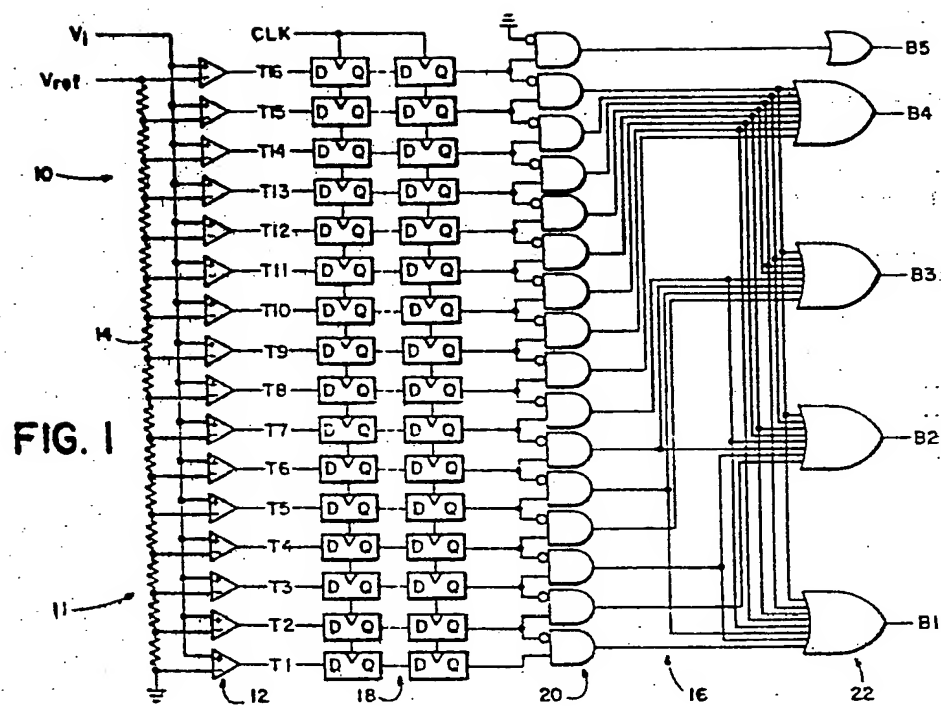 Vi
CLK
Vref
T16
D Q D Q
T15
D Q D Q
T14
D Q D Q
T13
D Q D Q
T12
D Q D Q
T11
D Q D Q
T10
D Q D Q
T9
D Q D Q
T8
D Q D Q
T7
D Q D Q
T6
D Q D Q
T5
D Q D Q
T4
D Q D Q
T3
D Q D Q
T2
D Q D Q
T1
D Q D Q
B5
B4
B3
B2
B1
10
14
FIG. 1
11
12
18
20
16
22